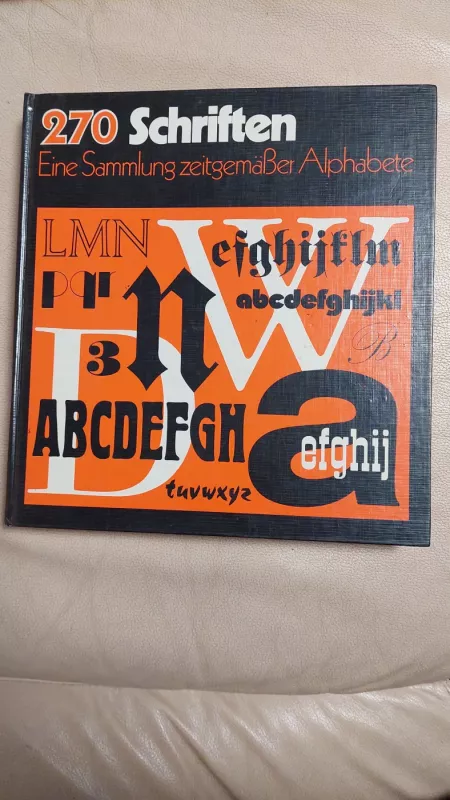 270 Schriften
Eine Sammlung zeitgemäßer Alphabete
LMN
efghijklm
pqr
n
W
abcdefghijkl
B
3
D
ABCDEFGH
a
efghij
tuvwxyz